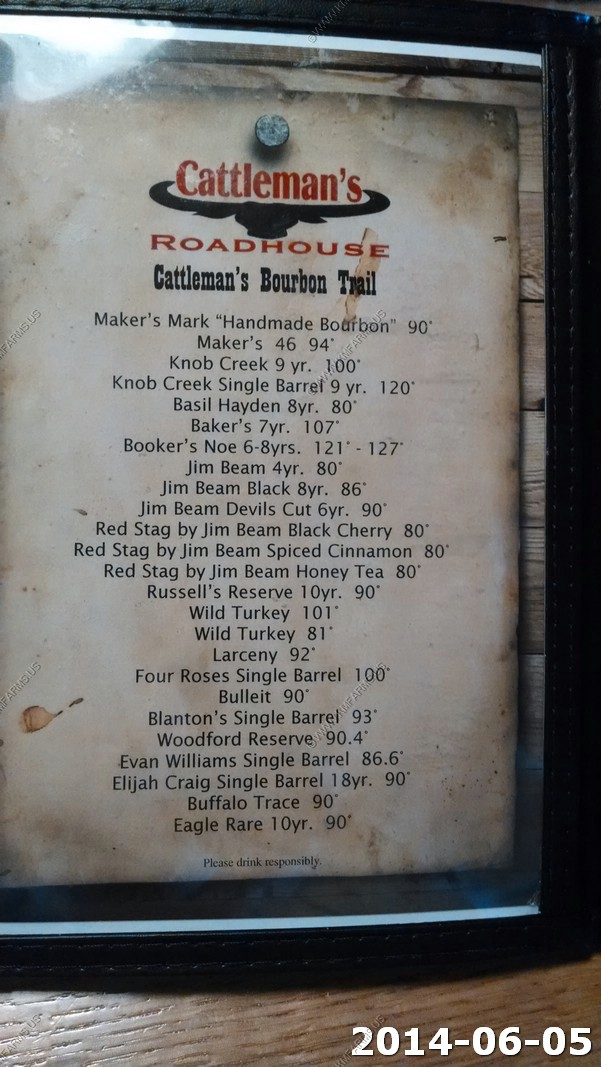 Cattleman's
ROADHOUSE
Cattleman's Bourbon Trail
Maker's Mark “Handmade Bourbon” 90°
Maker's 46 94°
Knob Creek 9 yr. 100°
Knob Creek Single Barrel 9 yr. 120°
Basil Hayden 8yr. 80°
Baker's 7yr. 107°
Booker's Noe 6-8yrs. 121° - 127°
Jim Beam 4yr. 80°
Jim Beam Black 8yr. 86°
Jim Beam Devils Cut 6yr. 90°
Red Stag by Jim Beam Black Cherry 80°
Red Stag by Jim Beam Spiced Cinnamon 80°
Red Stag by Jim Beam Honey Tea 80°
Russell's Reserve 10yr. 90°
Wild Turkey 101°
Wild Turkey 81°
Larceny 92°
Four Roses Single Barrel 100°
Bulleit 90°
Blanton's Single Barrel 93°
Woodford Reserve 90.4°
Evan Williams Single Barrel 86.6°
Elijah Craig Single Barrel 18yr. 90°
Buffalo Trace 90°
Eagle Rare 10yr. 90°
Please drink responsibly.
2014-06-05